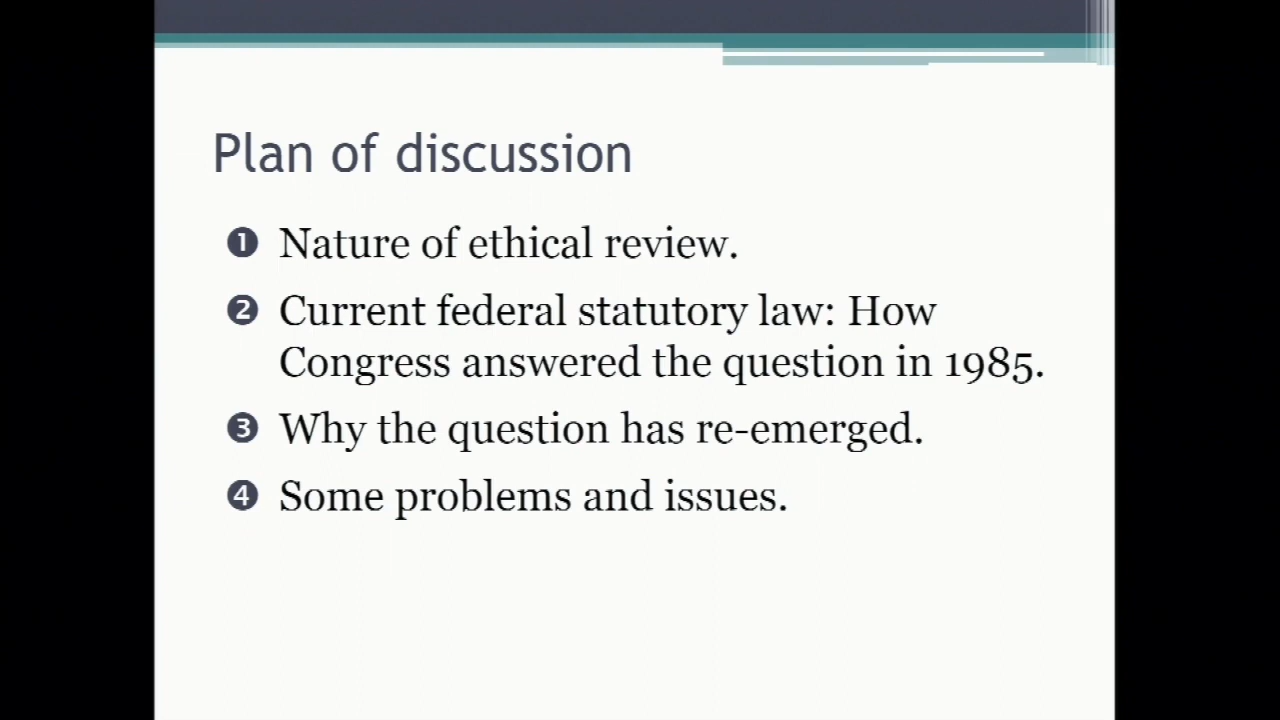 Plan of discussion
❶ Nature of ethical review.
❷ Current federal statutory law: How
Congress answered the question in 1985.
❸ Why the question has re-emerged.
❹ Some problems and issues.